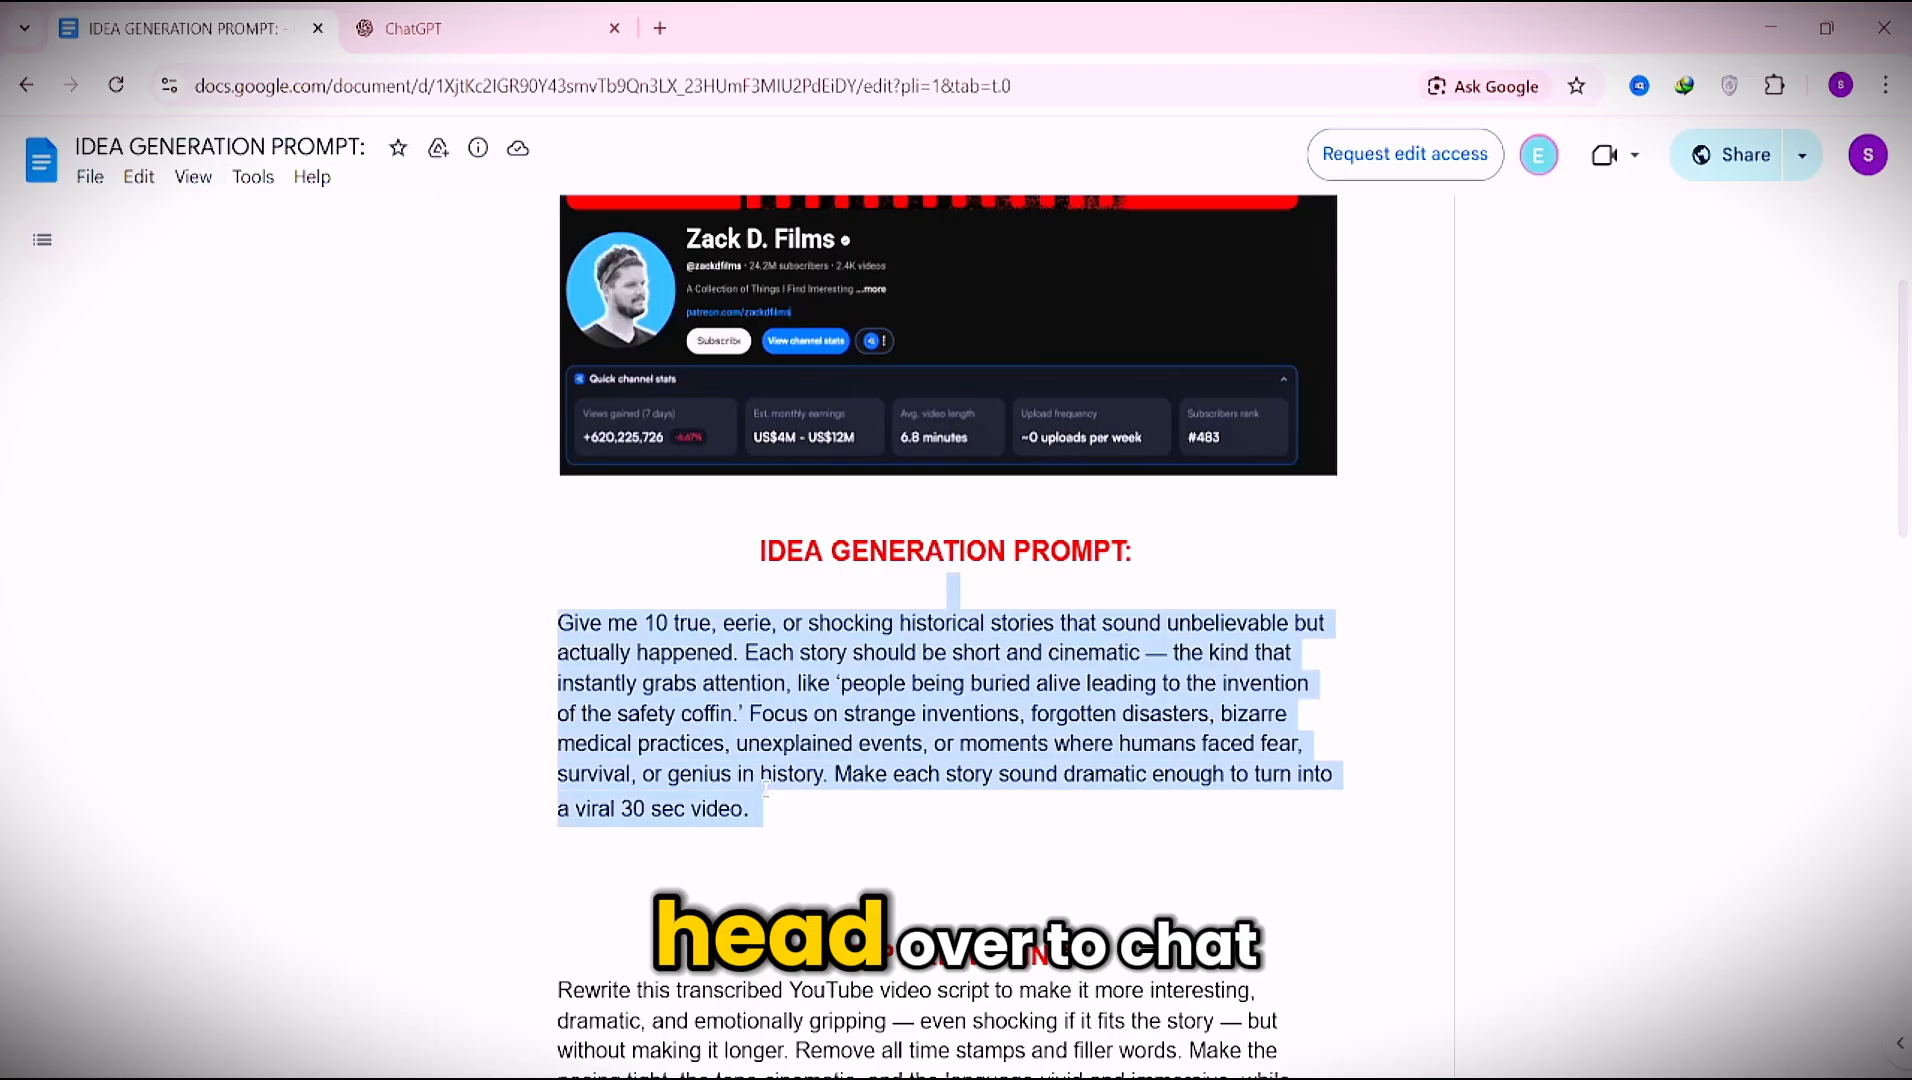 IDEA GENERATION PROMPT: -
ChatGPT
docs.google.com/document/d/1XjtKc2IGR90Y43smvTb9Qn3LX_23HUmF3MIU2PdEiDY/edit?pli=1&tab=t.0
Ask Google
S
IDEA GENERATION PROMPT:
File Edit View Tools Help
Request edit access
E
Share
S
Zack D. Films
@zackdfilms · 24.2M subscribers · 2.4K videos
A Collection of Things I Find Interesting ...more
patreon.com/zackdfilms
Subscribe
View channel stats
Quick channel stats
Views gained (7 days) Est. monthly earnings Avg. video length Upload frequency Subscribers rank
+620,225,726 US$4M - US$12M 6.8 minutes ~0 uploads per week #483
IDEA GENERATION PROMPT:
Give me 10 true, eerie, or shocking historical stories that sound unbelievable but
actually happened. Each story should be short and cinematic — the kind that
instantly grabs attention, like ‘people being buried alive leading to the invention
of the safety coffin.’ Focus on strange inventions, forgotten disasters, bizarre
medical practices, unexplained events, or moments where humans faced fear,
survival, or genius in history. Make each story sound dramatic enough to turn into
a viral 30 sec video.
head over to chat
Rewrite this transcribed YouTube video script to make it more interesting,
dramatic, and emotionally gripping — even shocking if it fits the story — but
without making it longer. Remove all time stamps and filler words. Make the